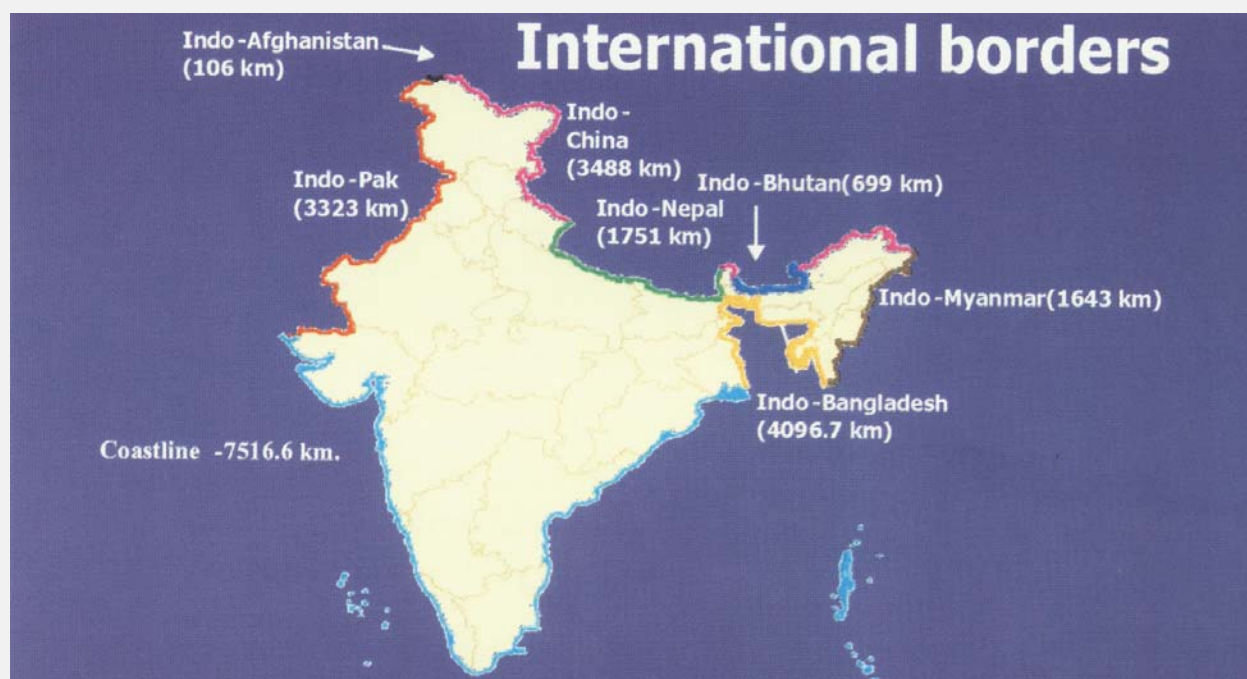 International borders
Indo-Afghanistan
(106 km)
Indo-
China
(3488 km)
Indo-Pak
(3323 km)
Indo-Bhutan(699 km)
Indo-Nepal
(1751 km)
Indo-Myanmar(1643 km)
Indo-Bangladesh
(4096.7 km)
Coastline -7516.6 km.